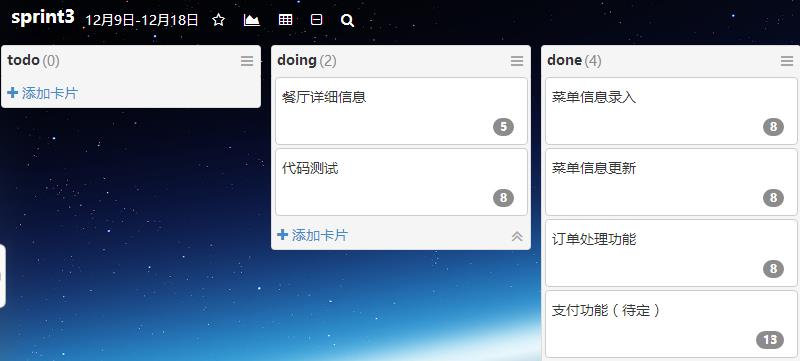 sprint3 12月9日-12月18日
todo(0)
添加卡片
doing(2)
餐厅详细信息
5
代码测试
8
添加卡片
done(4)
菜单信息录入
8
菜单信息更新
8
订单处理功能
8
支付功能（待定）
13